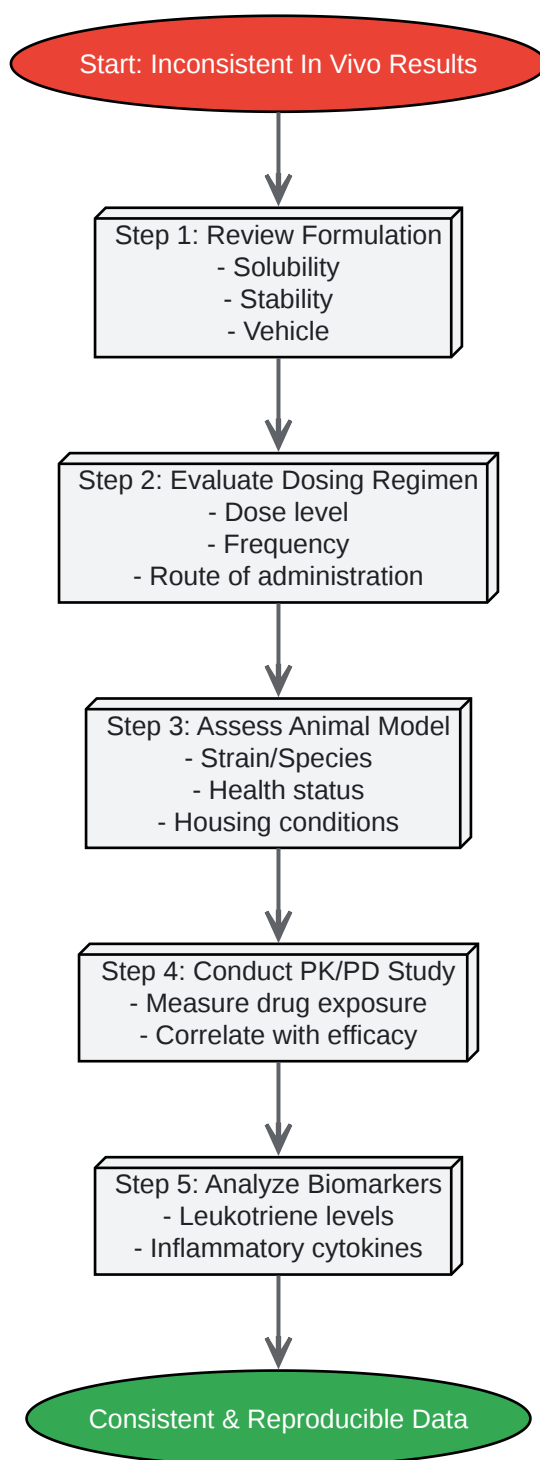 Start: Inconsistent In Vivo Results
Step 1: Review Formulation
- Solubility
- Stability
- Vehicle
Step 2: Evaluate Dosing Regimen
- Dose level
- Frequency
- Route of administration
Step 3: Assess Animal Model
- Strain/Species
- Health status
- Housing conditions
Step 4: Conduct PK/PD Study
- Measure drug exposure
- Correlate with efficacy
Step 5: Analyze Biomarkers
- Leukotriene levels
- Inflammatory cytokines
Consistent & Reproducible Data